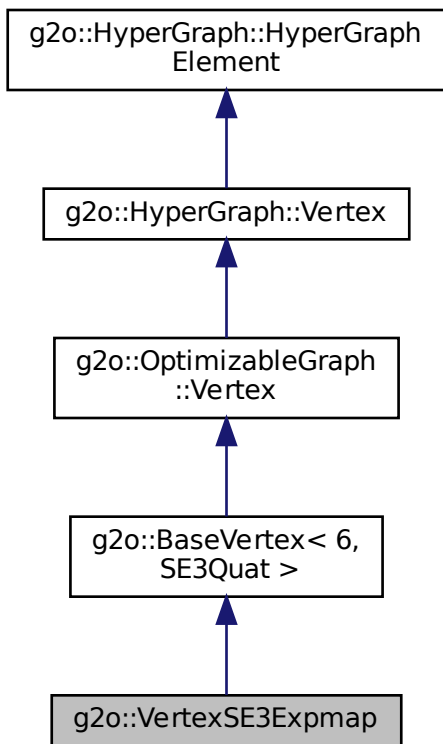 g2o::HyperGraph::HyperGraph
Element
g2o::HyperGraph::Vertex
g2o::OptimizableGraph
::Vertex
g2o::BaseVertex< 6,
SE3Quat >
g2o::VertexSE3Expmap